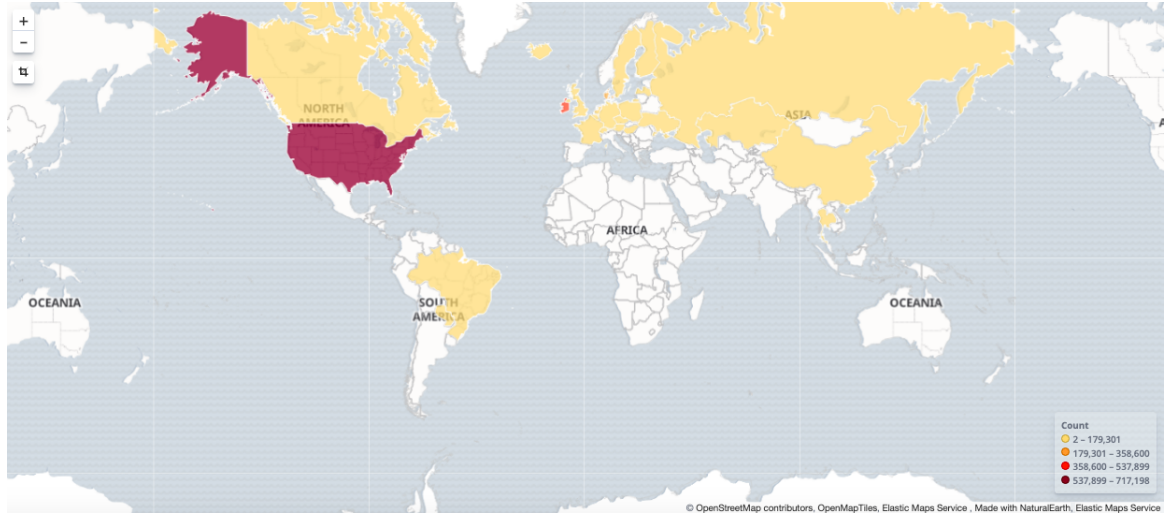 +
−
NORTH
AMERICA
ASIA
AFRICA
OCEANIA
SOUTH
AMERICA
OCEANIA
A
Count
2 – 179,301
179,301 – 358,600
358,600 – 537,899
537,899 – 717,198
© OpenStreetMap contributors, OpenMapTiles, Elastic Maps Service , Made with NaturalEarth, Elastic Maps Service